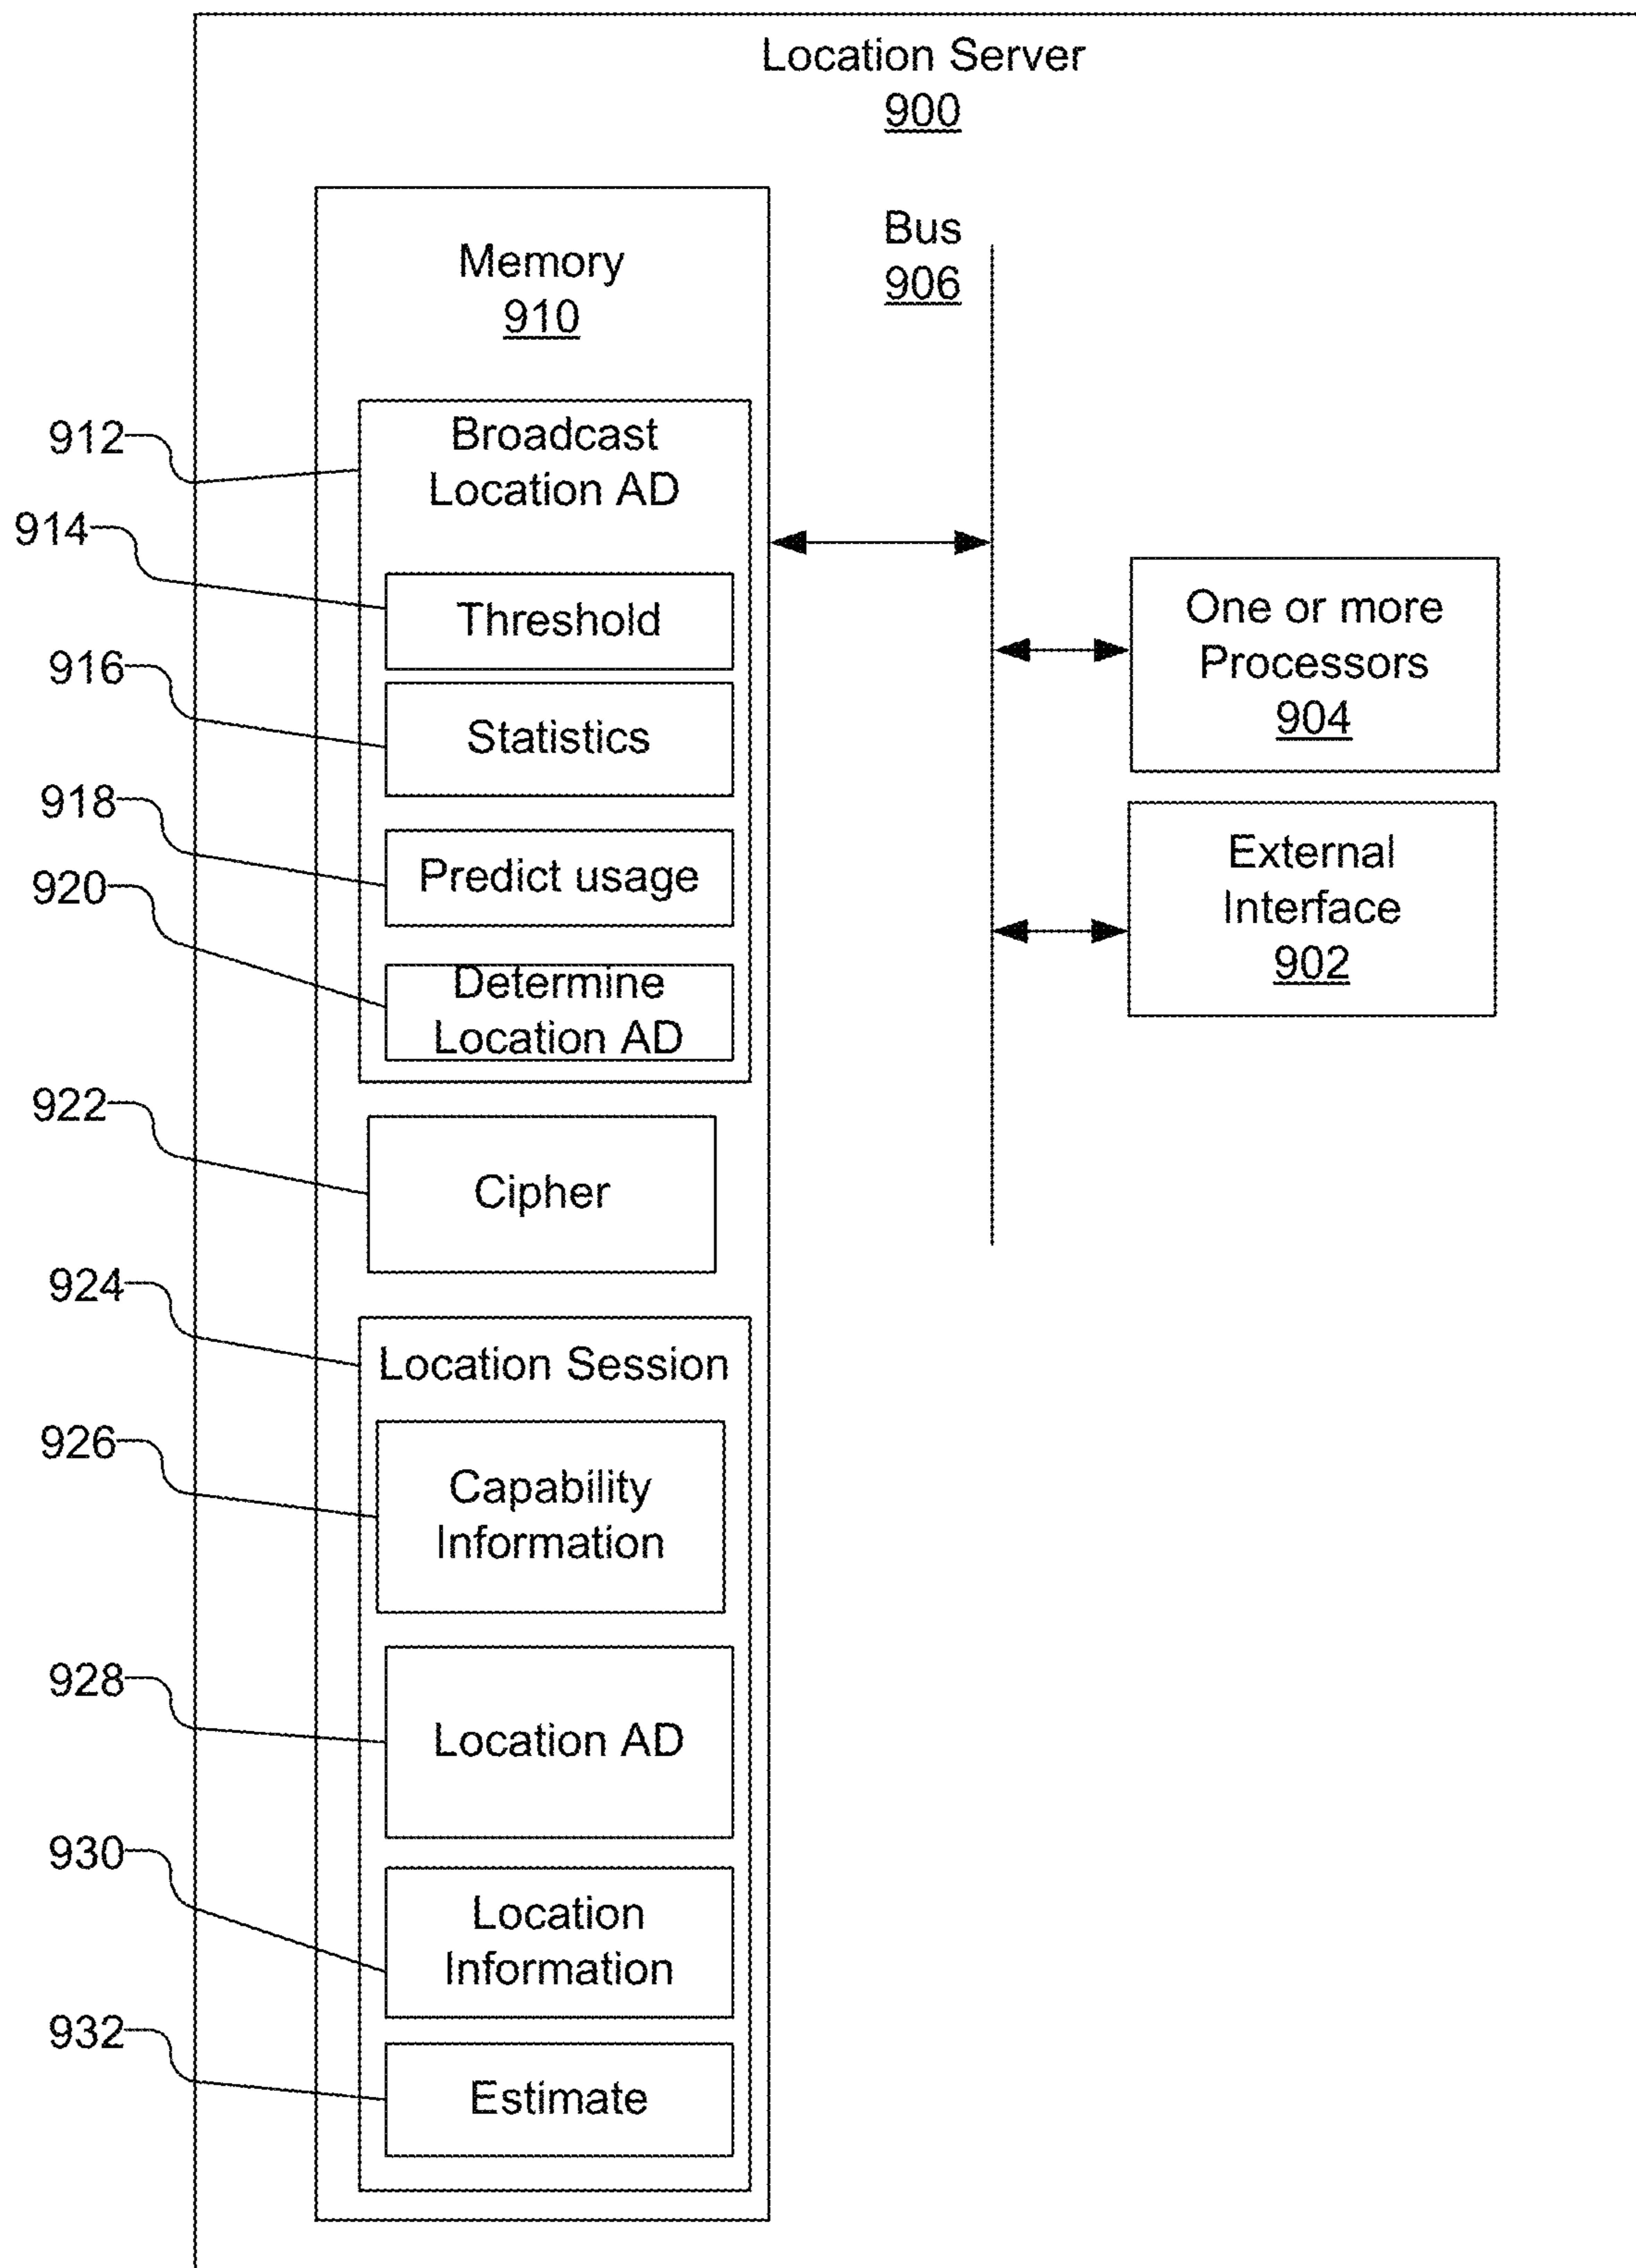 Location Server
900
Memory
910
Bus
906
912
Broadcast
Location AD
914
Threshold
916
Statistics
918
Predict usage
920
Determine
Location AD
One or more
Processors
904
External
Interface
902
922
Cipher
924
Location Session
926
Capability
Information
928
Location AD
930
Location
Information
932
Estimate